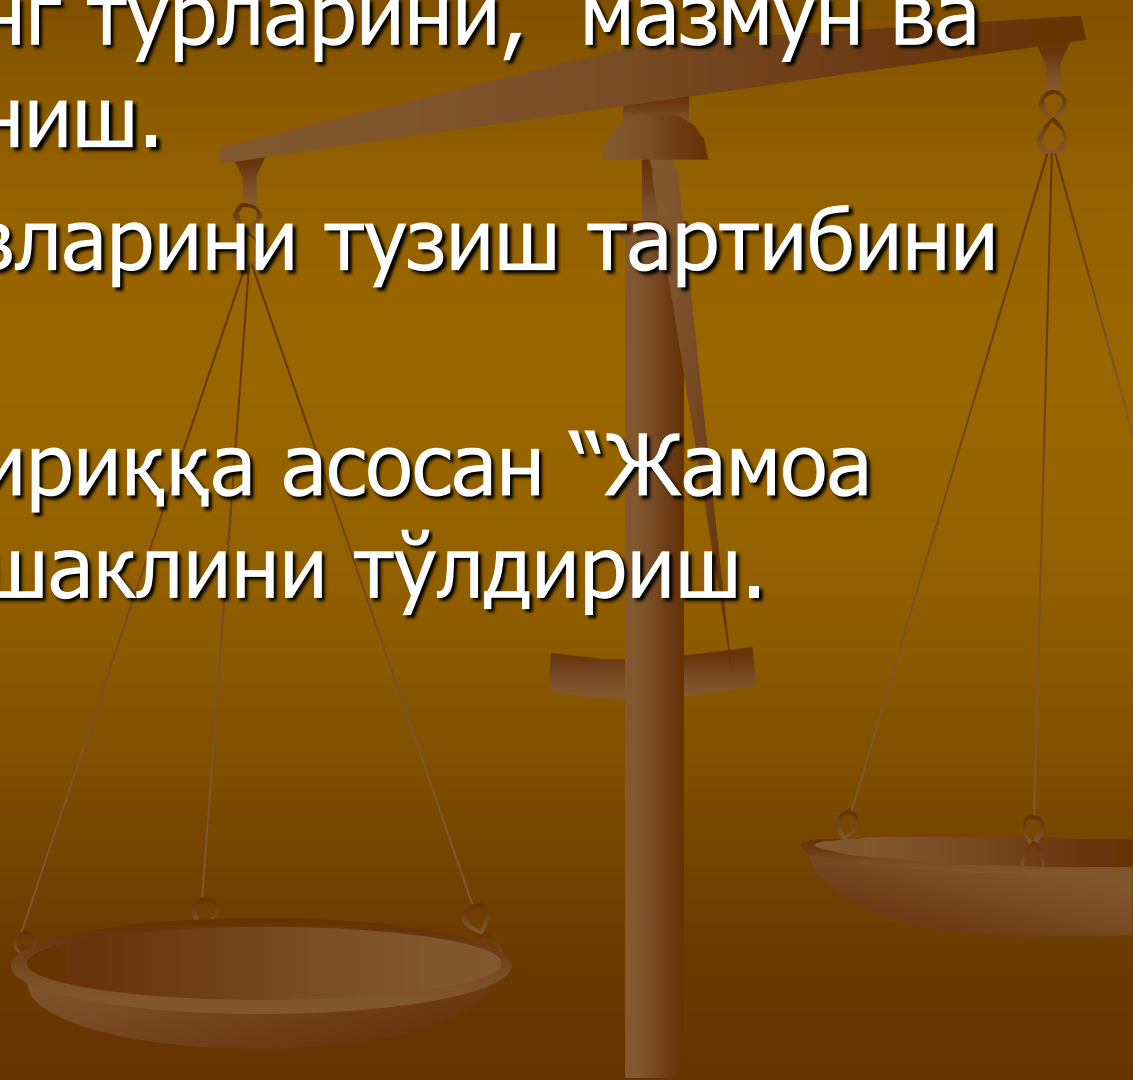 нг турларини, мазмун ва
ниш.
зларини тузиш тартибини
ириққа асосан “Жамоа
шаклини тўлдириш.